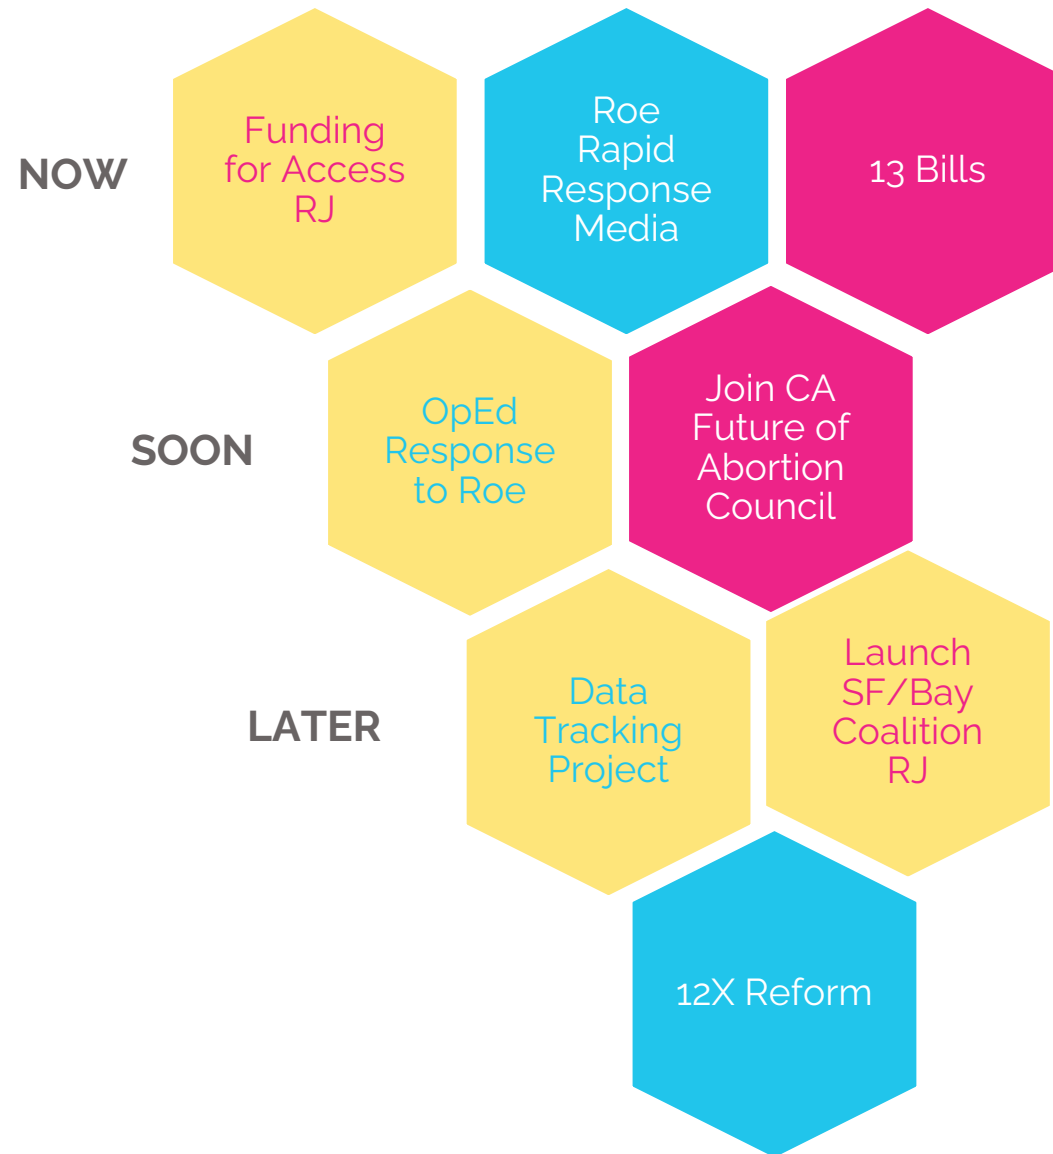 NOW
Funding
for Access
RJ
Roe
Rapid
Response
Media
13 Bills
SOON
OpEd
Response
to Roe
Join CA
Future of
Abortion
Council
LATER
Data
Tracking
Project
Launch
SF/Bay
Coalition
RJ
12X Reform